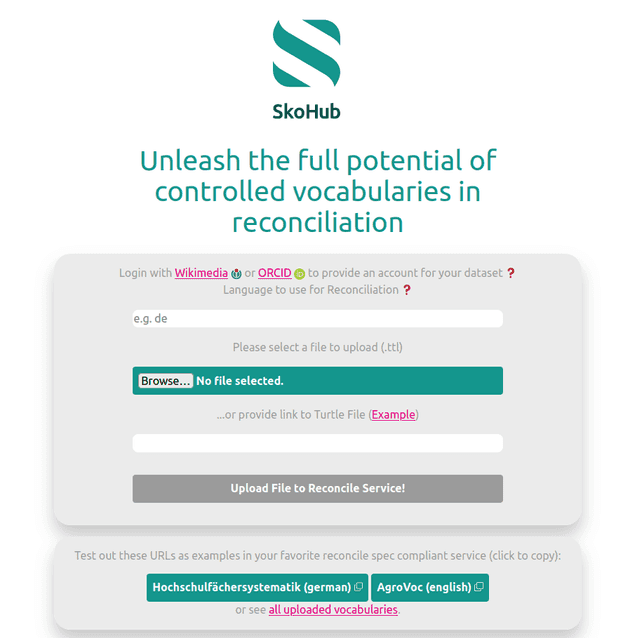 SkoHub
Unleash the full potential of
controlled vocabularies in
reconciliation
Login with Wikimedia or ORCID to provide an account for your dataset ❓
Language to use for Reconciliation ❓
e.g. de
Please select a file to upload (.ttl)
Browse... No file selected.
...or provide link to Turtle File (Example)
Upload File to Reconcile Service!
Test out these URLs as examples in your favorite reconcile spec compliant service (click to copy):
Hochschulfächersystematik (german) AgroVoc (english)
or see all uploaded vocabularies.